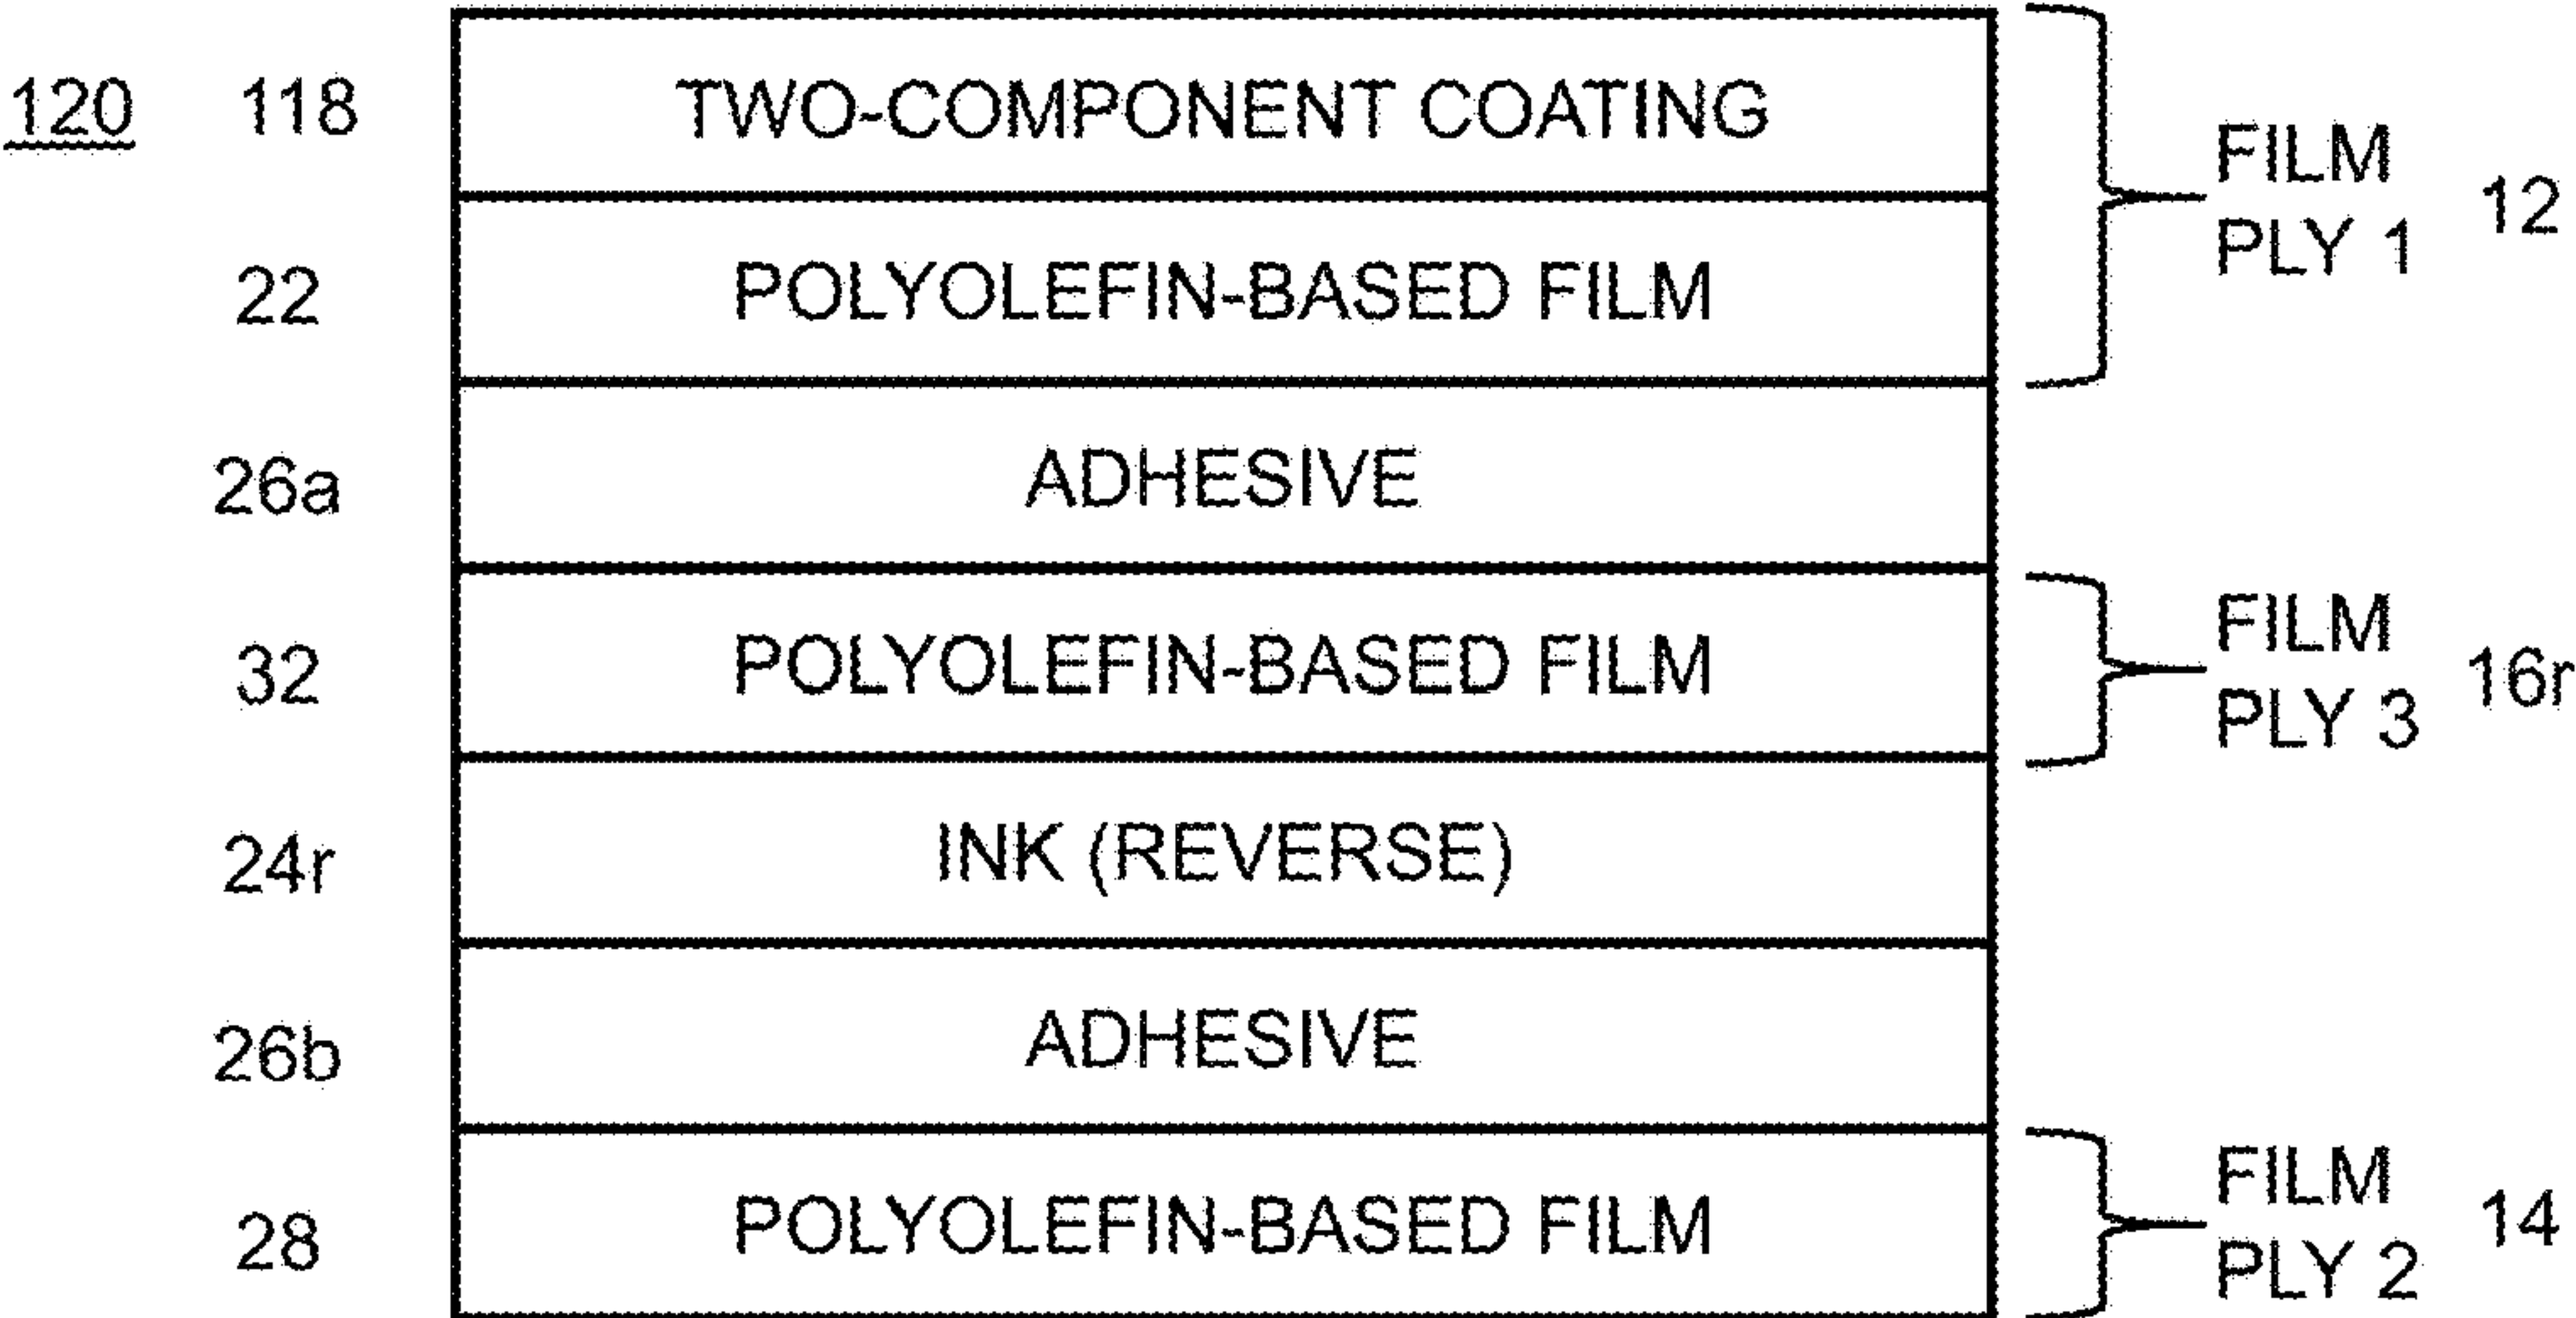 120 118 TWO-COMPONENT COATING
FILM
PLY 1 12
22 POLYOLEFIN-BASED FILM
26a ADHESIVE
32 POLYOLEFIN-BASED FILM
FILM
PLY 3 16r
24r INK (REVERSE)
26b ADHESIVE
28 POLYOLEFIN-BASED FILM
FILM
PLY 2 14